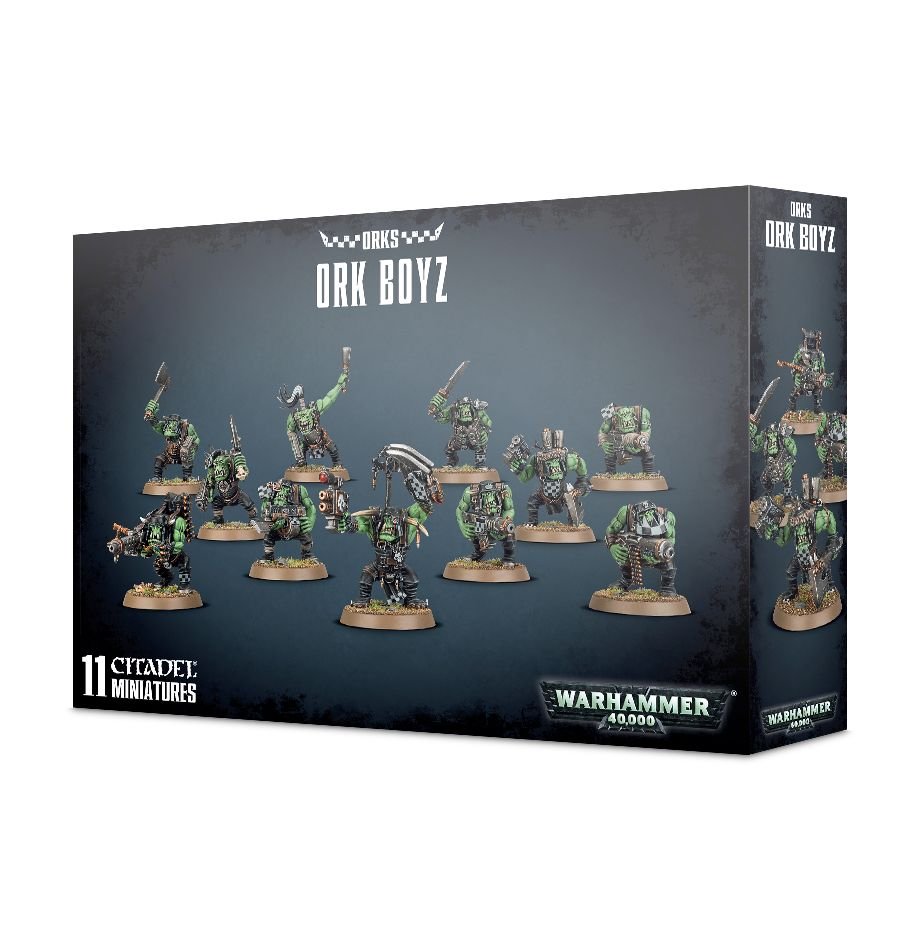 ORKS
ORK BOYZ
11 CITADEL®
MINIATURES
WARHAMMER®
40,000
ORKS
ORK BOYZ
WARHAMMER
40,000